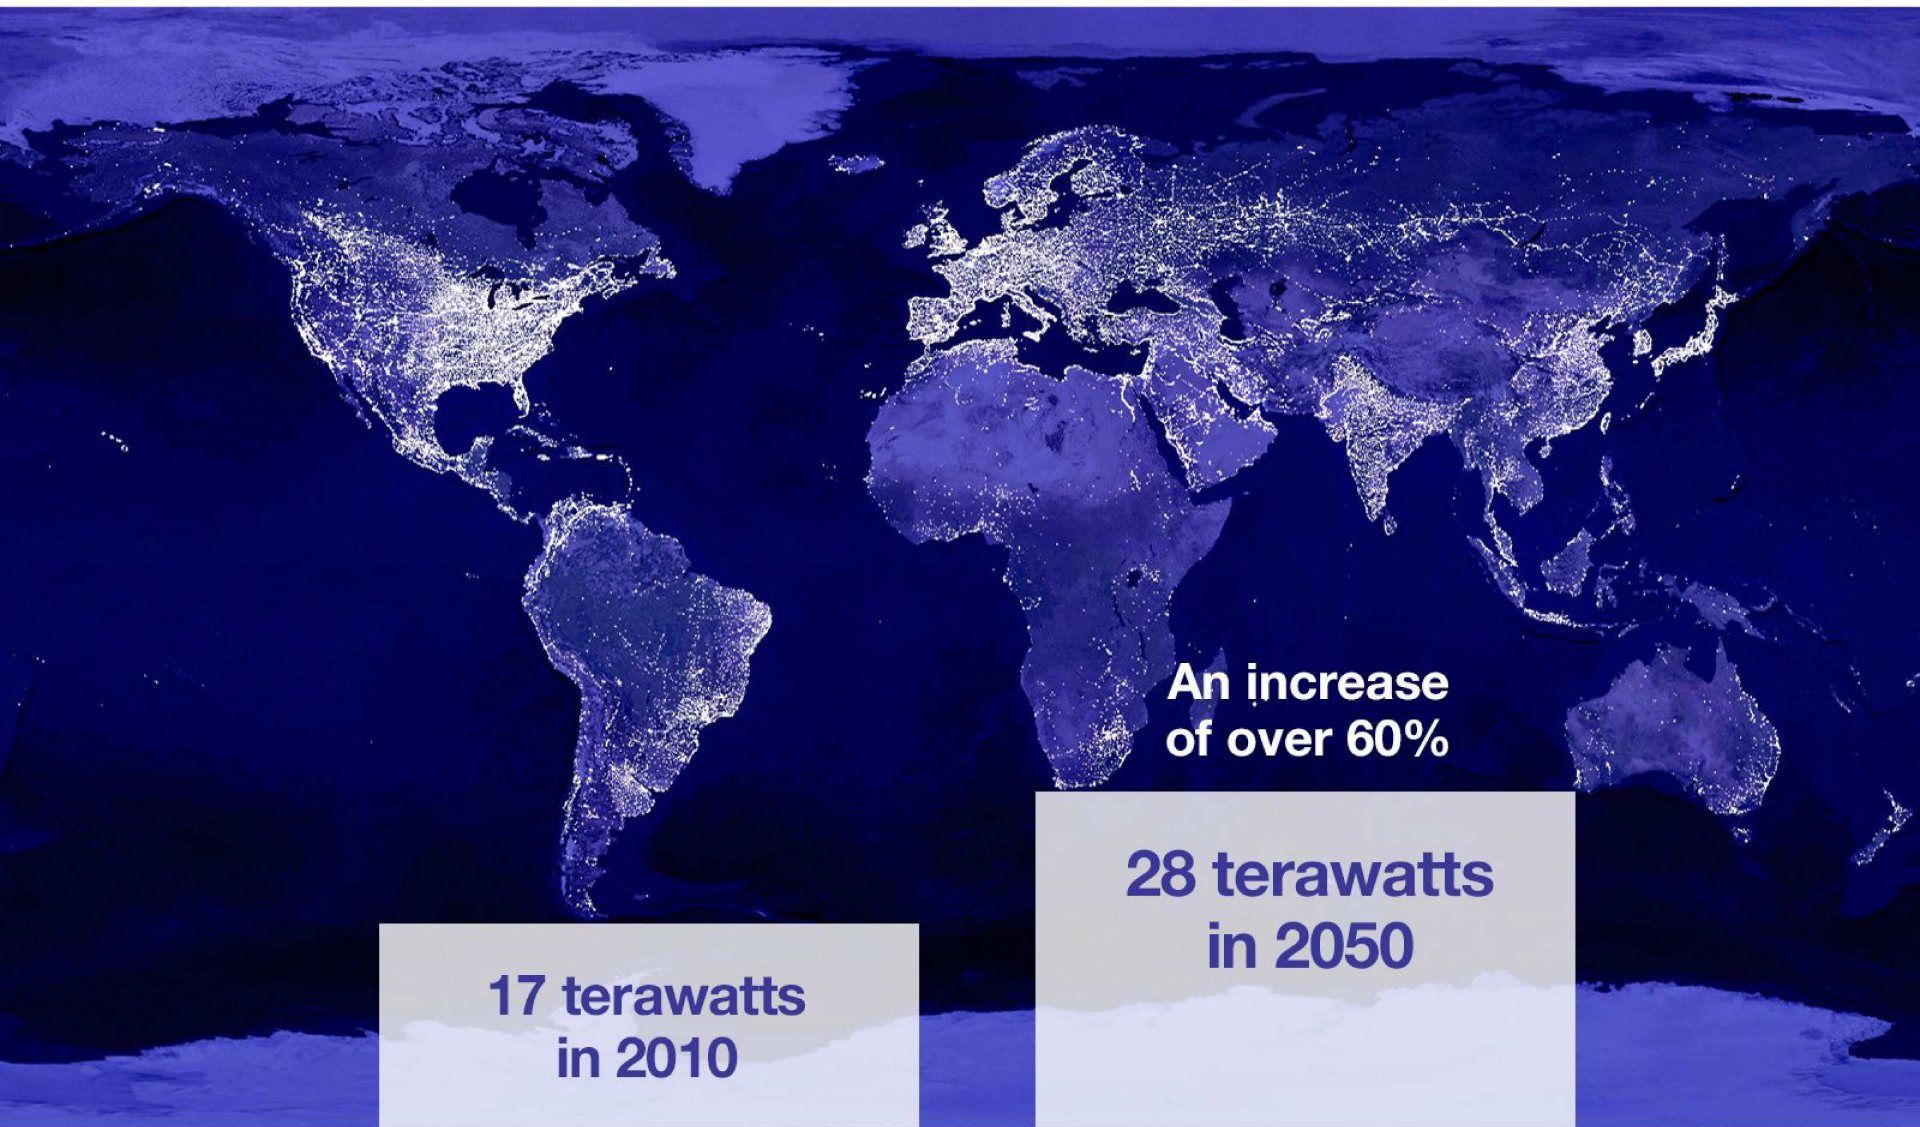 An increase
of over 60%
28 terawatts
in 2050
17 terawatts
in 2010